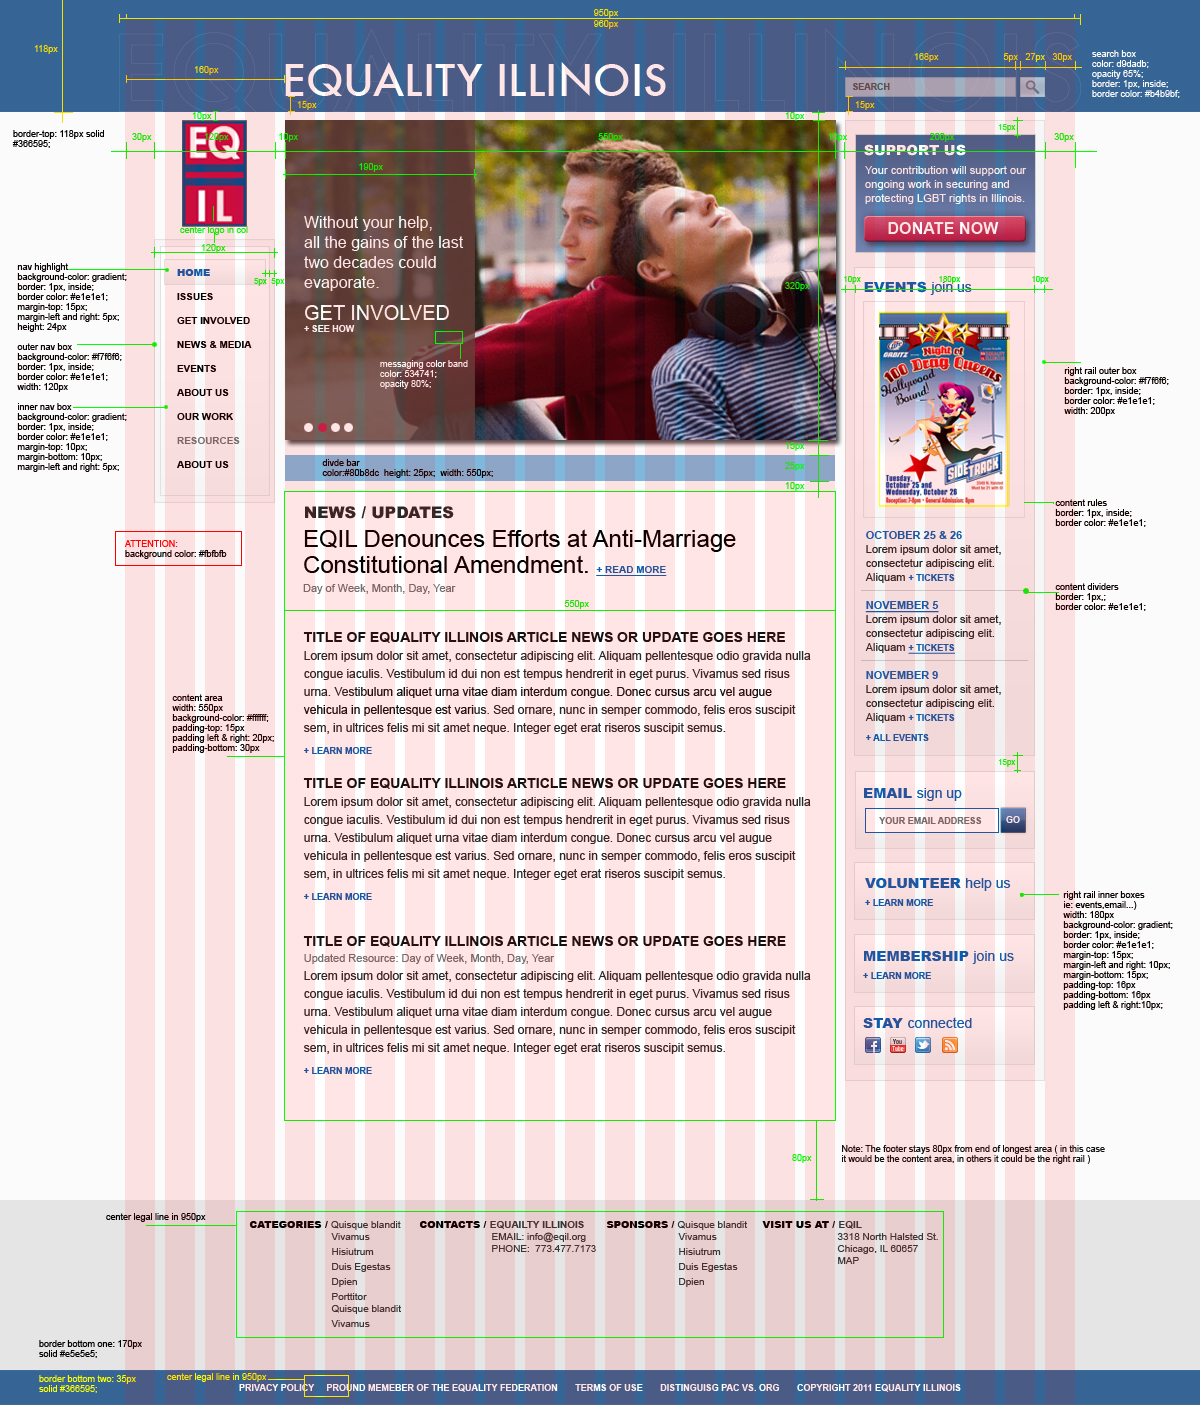 950px
960px
118px
160px
15px
EQUALITY ILLINOIS
168px
5px
27px
30px
SEARCH
15px
search box
color: d9dadb;
opacity 65%;
border: 1px, inside;
border color: #b4b9bf;
border-top: 118px solid
#366595;
10px
30px
120px
10px
550px
10px
200px
30px
15px
EQ
IL
center logo in col
120px
190px
Without your help,
all the gains of the last
two decades could
evaporate.
GET INVOLVED
+ SEE HOW
messaging color band
color: 534741;
opacity 80%;
320px
SUPPORT US
Your contribution will support our
ongoing work in securing and
protecting LGBT rights in Illinois.
DONATE NOW
nav highlight
background-color: gradient;
border: 1px, inside;
border color: #e1e1e1;
margin-top: 15px;
margin-left and right: 5px;
height: 24px
outer nav box
background-color: #f7f6f6;
border: 1px, inside;
border color: #e1e1e1;
width: 120px
inner nav box
background-color: gradient;
border: 1px, inside;
border color: #e1e1e1;
margin-top: 10px;
margin-bottom: 10px;
margin-left and right: 5px;
5px
5px
HOME
ISSUES
GET INVOLVED
NEWS & MEDIA
EVENTS
ABOUT US
OUR WORK
RESOURCES
ABOUT US
10px
180px
10px
EVENTS join us
ORBITZ
Night of
100 Drag Queens
Hollywood
Bound!
SIDETRACK
Tuesday,
October 25 and
Wednesday, October 26
right rail outer box
background-color: #f7f6f6;
border: 1px, inside;
border color: #e1e1e1;
width: 200px
15px
25px
10px
divde bar
color:#80b8dc height: 25px; width: 550px;
ATTENTION:
background color: #fbfbfb
content rules
border: 1px, inside;
border color: #e1e1e1;
NEWS / UPDATES
EQIL Denounces Efforts at Anti-Marriage
Constitutional Amendment. + READ MORE
Day of Week, Month, Day, Year
550px
OCTOBER 25 & 26
Lorem ipsum dolor sit amet,
consectetur adipiscing elit.
Aliquam + TICKETS
NOVEMBER 5
Lorem ipsum dolor sit amet,
consectetur adipiscing elit.
Aliquam + TICKETS
NOVEMBER 9
Lorem ipsum dolor sit amet,
consectetur adipiscing elit.
Aliquam + TICKETS
+ ALL EVENTS
content dividers
border: 1px,;
border color: #e1e1e1;
TITLE OF EQUALITY ILLINOIS ARTICLE NEWS OR UPDATE GOES HERE
Lorem ipsum dolor sit amet, consectetur adipiscing elit. Aliquam pellentesque odio gravida nulla
congue iaculis. Vestibulum id dui non est tempus hendrerit in eget purus. Vivamus sed risus
urna. Vestibulum aliquet urna vitae diam interdum congue. Donec cursus arcu vel augue
vehicula in pellentesque est varius. Sed ornare, nunc in semper commodo, felis eros suscipit
sem, in ultrices felis mi sit amet neque. Integer eget erat riseros suscipit semus.
+ LEARN MORE
content area
width: 550px
background-color: #ffffff;
padding-top: 15px
padding left & right: 20px;
padding-bottom: 30px
TITLE OF EQUALITY ILLINOIS ARTICLE NEWS OR UPDATE GOES HERE
Lorem ipsum dolor sit amet, consectetur adipiscing elit. Aliquam pellentesque odio gravida nulla
congue iaculis. Vestibulum id dui non est tempus hendrerit in eget purus. Vivamus sed risus
urna. Vestibulum aliquet urna vitae diam interdum congue. Donec cursus arcu vel augue
vehicula in pellentesque est varius. Sed ornare, nunc in semper commodo, felis eros suscipit
sem, in ultrices felis mi sit amet neque. Integer eget erat riseros suscipit semus.
+ LEARN MORE
TITLE OF EQUALITY ILLINOIS ARTICLE NEWS OR UPDATE GOES HERE
Updated Resource: Day of Week, Month, Day, Year
Lorem ipsum dolor sit amet, consectetur adipiscing elit. Aliquam pellentesque odio gravida nulla
congue iaculis. Vestibulum id dui non est tempus hendrerit in eget purus. Vivamus sed risus
urna. Vestibulum aliquet urna vitae diam interdum congue. Donec cursus arcu vel augue
vehicula in pellentesque est varius. Sed ornare, nunc in semper commodo, felis eros suscipit
sem, in ultrices felis mi sit amet neque. Integer eget erat riseros suscipit semus.
+ LEARN MORE
15px
EMAIL sign up
YOUR EMAIL ADDRESS
GO
VOLUNTEER help us
+ LEARN MORE
MEMBERSHIP join us
+ LEARN MORE
STAY connected
You
Tube
right rail inner boxes
ie: events,email...)
width: 180px
background-color: gradient;
border: 1px, inside;
border color: #e1e1e1;
margin-top: 15px;
margin-left and right: 10px;
margin-bottom: 15px;
padding-top: 16px
padding-bottom: 16px
padding left & right:10px;
80px
Note: The footer stays 80px from end of longest area ( in this case
it would be the content area, in others it could be the right rail )
center legal line in 950px
CATEGORIES / Quisque blandit
Vivamus
Hisiutrum
Duis Egestas
Dpien
Porttitor
Quisque blandit
Vivamus
CONTACTS / EQUAILTY ILLINOIS
EMAIL: info@eqil.org
PHONE: 773.477.7173
SPONSORS / Quisque blandit
Vivamus
Hisiutrum
Duis Egestas
Dpien
VISIT US AT / EQIL
3318 North Halsted St.
Chicago, IL 60657
MAP
border bottom one: 170px
solid #e5e5e5;
border bottom two: 35px
solid #366595;
center legal line in 950px
PRIVACY POLICY PROUND MEMEBER OF THE EQUALITY FEDERATION TERMS OF USE DISTINGUISG PAC VS. ORG COPYRIGHT 2011 EQUALITY ILLINOIS